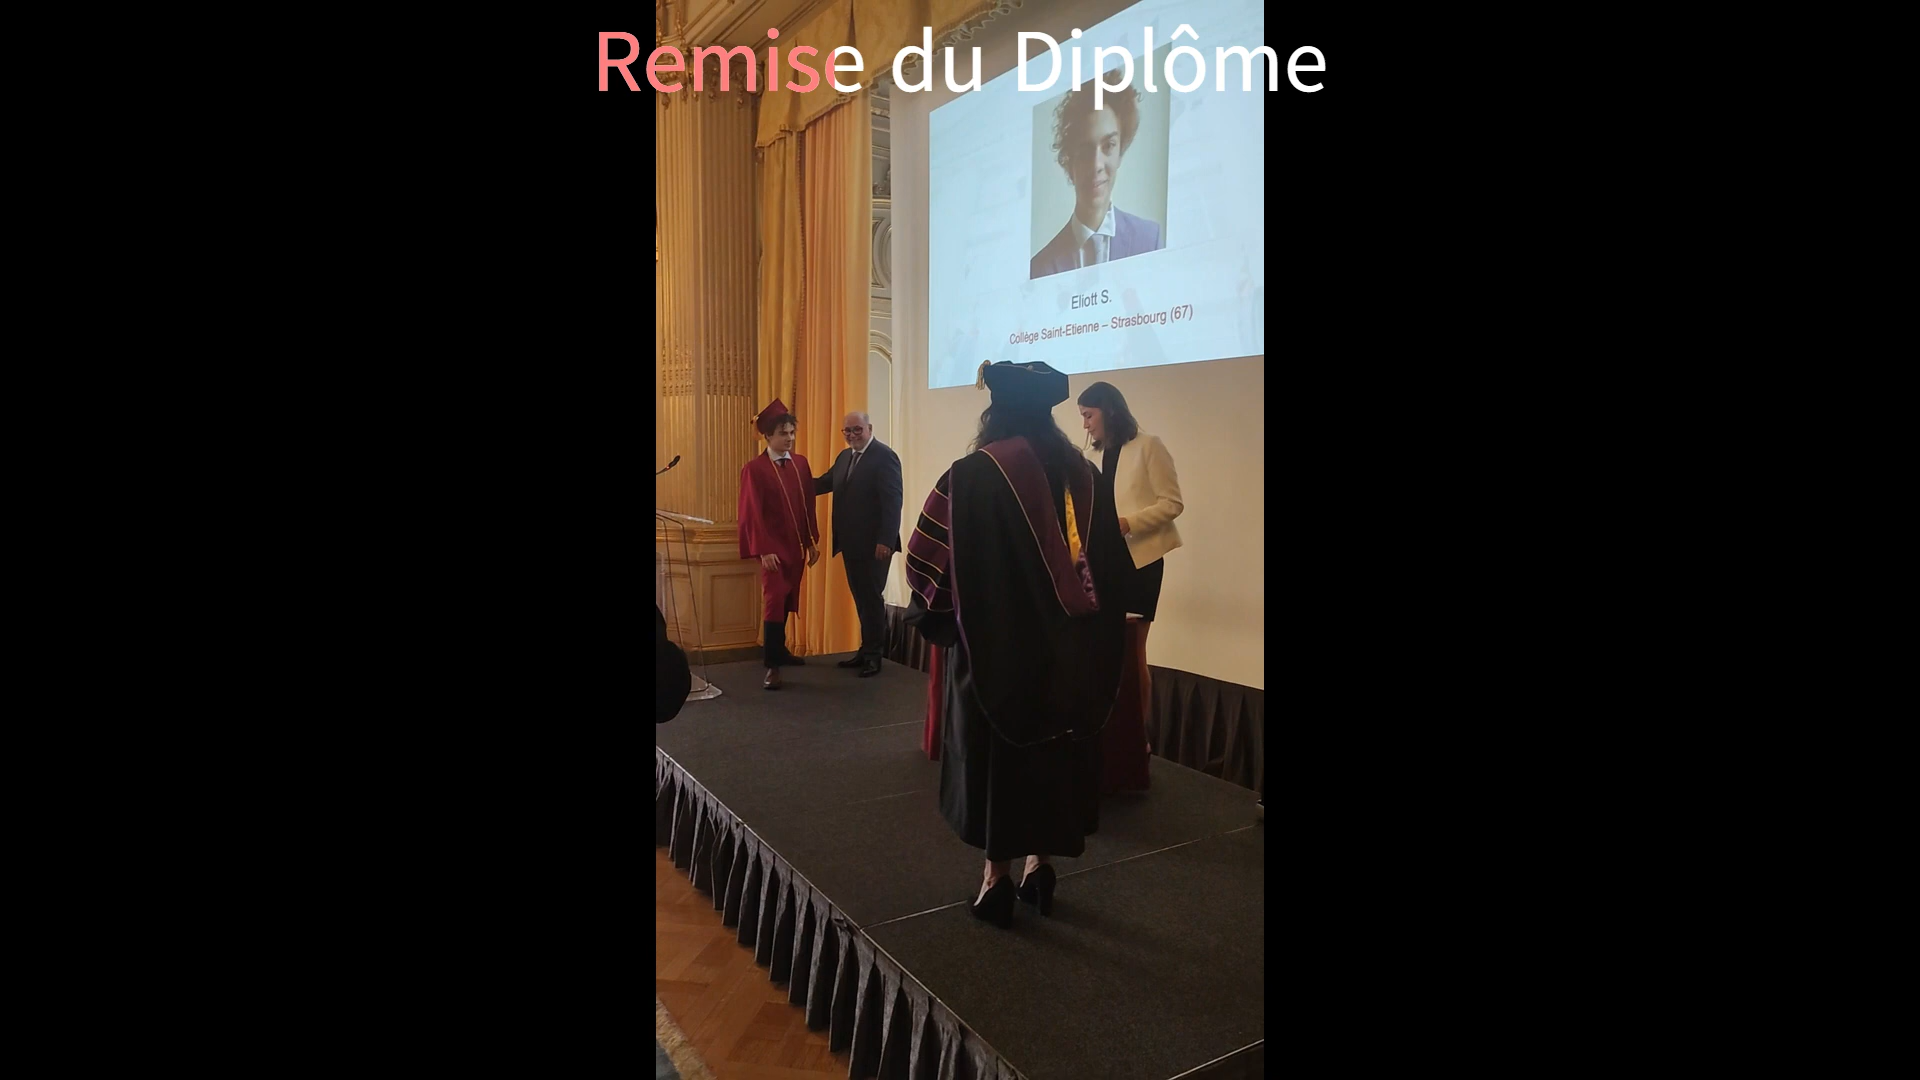 Remise du Diplôme
Eliott S.
Collège Saint-Etienne – Strasbourg (67)